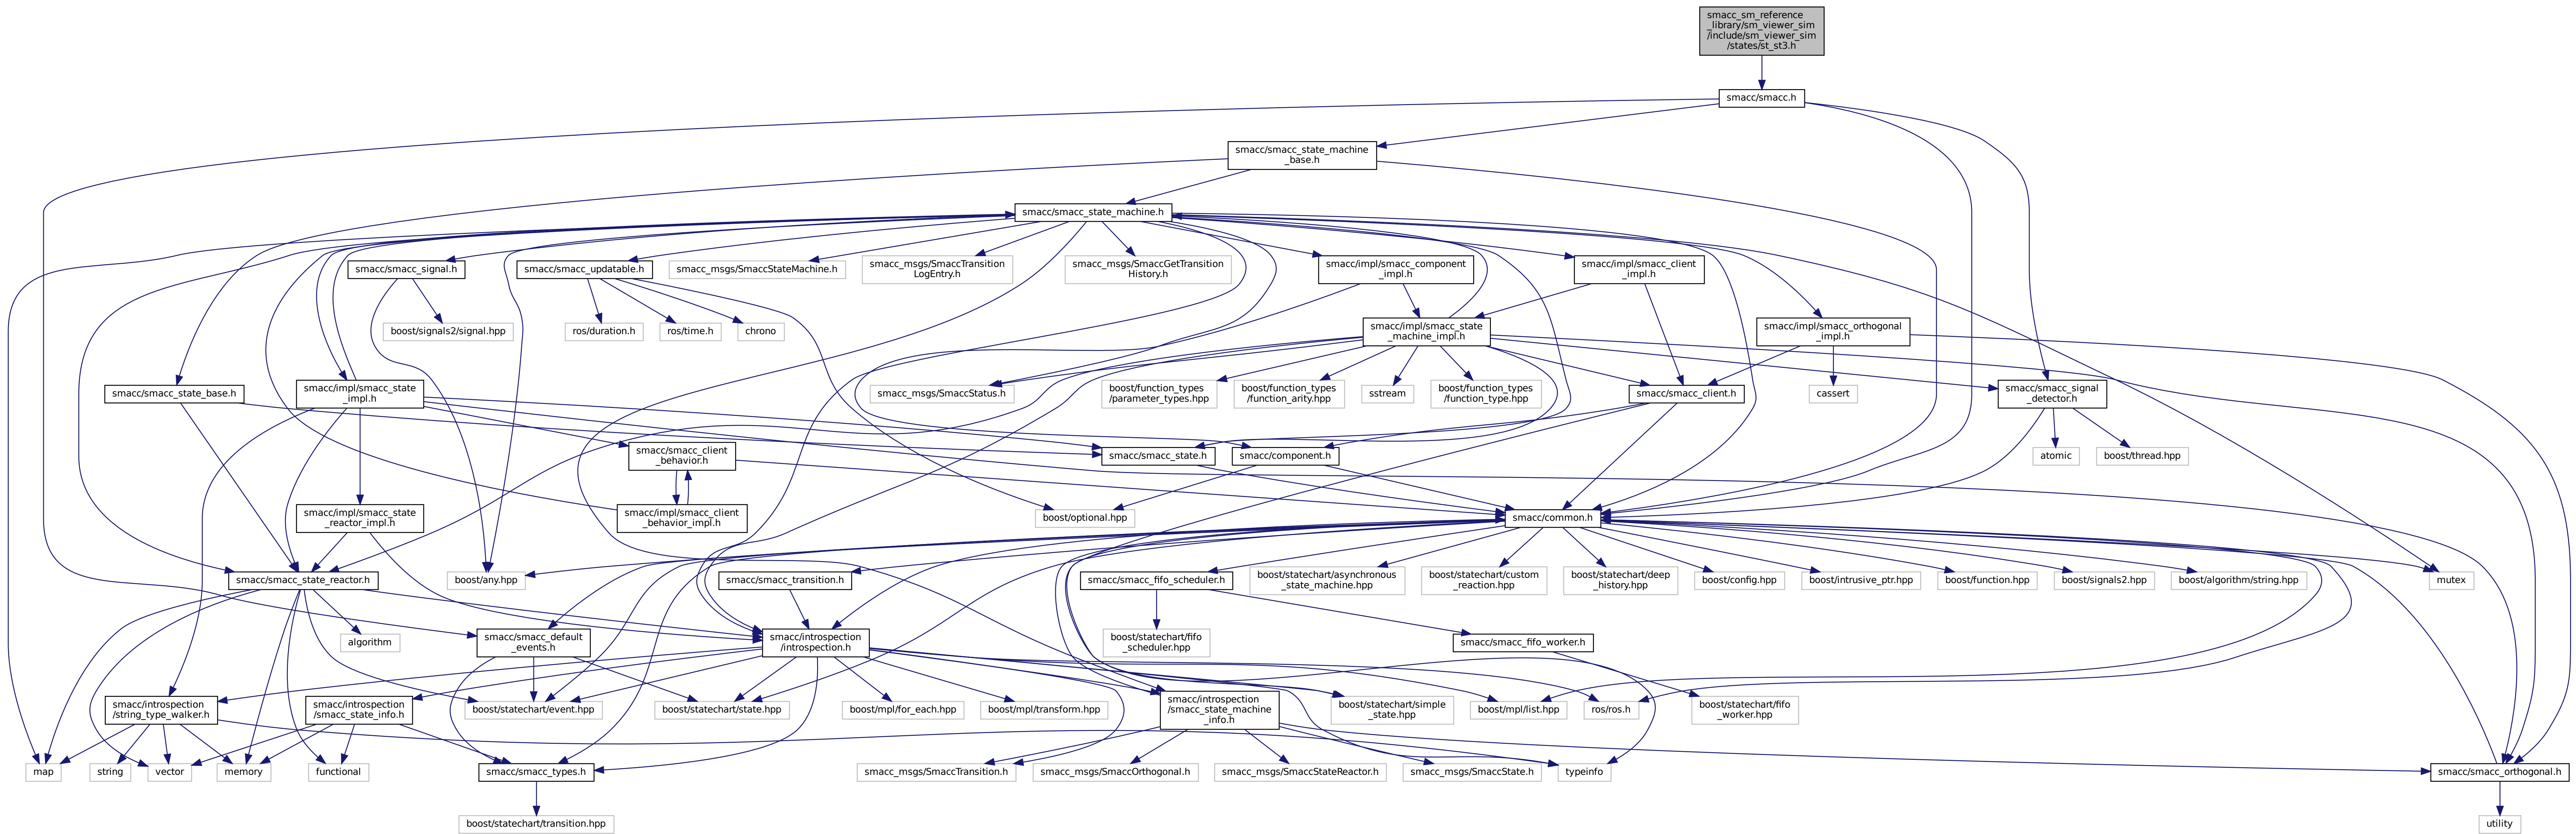 smacc_sm_reference
_library/sm_viewer_sim
/include/sm_viewer_sim
/states/st_st3.h
smacc/smacc.h
smacc/smacc_state_machine
_base.h
smacc/smacc_state_machine.h
smacc/smacc_signal.h
smacc/smacc_updatable.h
smacc_msgs/SmaccStateMachine.h
smacc_msgs/SmaccTransition
LogEntry.h
smacc_msgs/SmaccGetTransition
History.h
smacc/impl/smacc_component
_impl.h
smacc/impl/smacc_client
_impl.h
boost/signals2/signal.hpp
ros/duration.h
ros/time.h
chrono
smacc/impl/smacc_state
_machine_impl.h
smacc/impl/smacc_orthogonal
_impl.h
smacc/smacc_state_base.h
smacc/impl/smacc_state
_impl.h
smacc_msgs/SmaccStatus.h
boost/function_types
/parameter_types.hpp
boost/function_types
/function_arity.hpp
sstream
boost/function_types
/function_type.hpp
smacc/smacc_client.h
cassert
smacc/smacc_signal
_detector.h
smacc/smacc_client
_behavior.h
smacc/smacc_state.h
smacc/component.h
atomic
boost/thread.hpp
smacc/impl/smacc_state
_reactor_impl.h
smacc/impl/smacc_client
_behavior_impl.h
boost/optional.hpp
smacc/common.h
smacc/smacc_state_reactor.h
boost/any.hpp
smacc/smacc_transition.h
smacc/smacc_fifo_scheduler.h
boost/statechart/asynchronous
_state_machine.hpp
boost/statechart/custom
_reaction.hpp
boost/statechart/deep
_history.hpp
boost/config.hpp
boost/intrusive_ptr.hpp
boost/function.hpp
boost/signals2.hpp
boost/algorithm/string.hpp
mutex
algorithm
smacc/smacc_default
_events.h
smacc/introspection
/introspection.h
boost/statechart/fifo
_scheduler.hpp
smacc/smacc_fifo_worker.h
smacc/introspection
/string_type_walker.h
smacc/introspection
/smacc_state_info.h
boost/statechart/event.hpp
boost/statechart/state.hpp
boost/mpl/for_each.hpp
boost/mpl/transform.hpp
smacc/introspection
/smacc_state_machine
_info.h
boost/statechart/simple
_state.hpp
boost/mpl/list.hpp
ros/ros.h
boost/statechart/fifo
_worker.hpp
map
string
vector
memory
functional
smacc/smacc_types.h
smacc_msgs/SmaccTransition.h
smacc_msgs/SmaccOrthogonal.h
smacc_msgs/SmaccStateReactor.h
smacc_msgs/SmaccState.h
typeinfo
smacc/smacc_orthogonal.h
boost/statechart/transition.hpp
utility